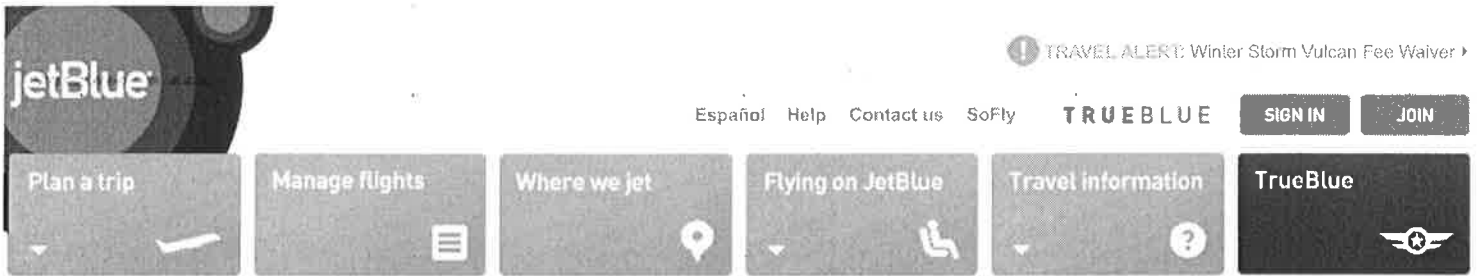 TRAVEL ALERT: Winter Storm Vulcan Fee Waiver
jetBlue
Español Help Contact us SoFly TRUEBLUE SIGN IN JOIN
Plan a trip Manage flights Where we jet Flying on JetBlue Travel information TrueBlue